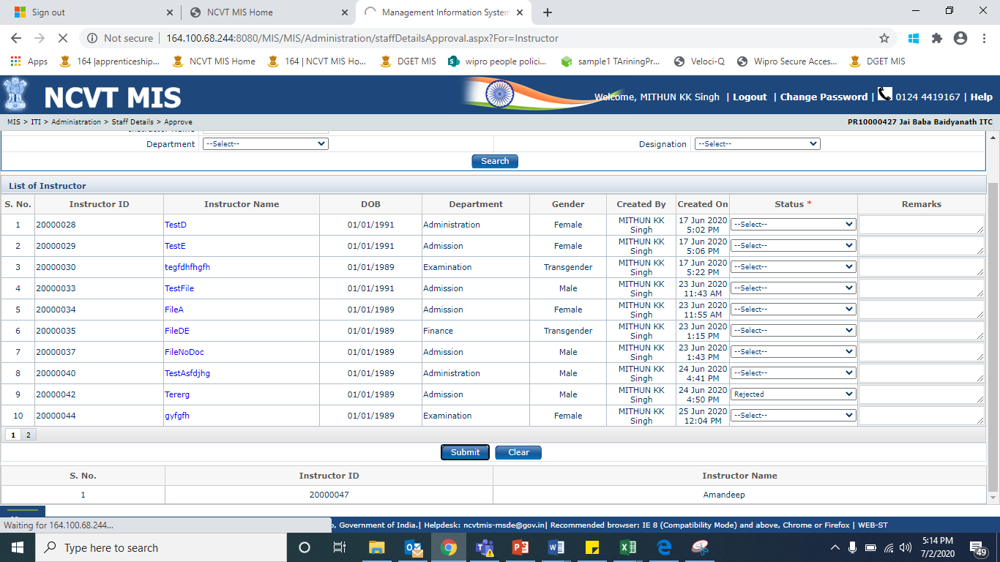 Sign out
NCVT MIS Home
Management Information System
Not secure | 164.100.68.244:8080/MIS/MIS/Administration/staffDetailsApproval.aspx?For=Instructor
Apps 164 |apprenticeship... NCVT MIS Home 164 | NCVT MIS Ho... DGET MIS wipro people polici... sample1 TAriningPr... Veloci-Q Wipro Secure Acces... DGET MIS
NCVT MIS
Welcome, MITHUN KK Singh | Logout | Change Password | 0124 4419167 | Help
MIS > ITI > Administration > Staff Details > Approve PR10000427 Jai Baba Baidyanath ITC
Department --Select-- Designation --Select--
Search
List of Instructor
S. No. Instructor ID Instructor Name DOB Department Gender Created By Created On Status * Remarks
1 20000028 TestD 01/01/1991 Administration Female MITHUN KK Singh 17 Jun 2020 5:02 PM --Select--
2 20000029 TestE 01/01/1991 Admission Female MITHUN KK Singh 17 Jun 2020 5:06 PM --Select--
3 20000030 tegfdhfhgfh 01/01/1989 Examination Transgender MITHUN KK Singh 17 Jun 2020 5:22 PM --Select--
4 20000033 TestFile 01/01/1991 Admission Male MITHUN KK Singh 23 Jun 2020 11:43 AM --Select--
5 20000034 FileA 01/01/1989 Admission Female MITHUN KK Singh 23 Jun 2020 11:55 AM --Select--
6 20000035 FileDE 01/01/1989 Finance Transgender MITHUN KK Singh 23 Jun 2020 1:15 PM --Select--
7 20000037 FileNoDoc 01/01/1989 Admission Male MITHUN KK Singh 23 Jun 2020 1:43 PM --Select--
8 20000040 TestAsfdjhg 01/01/1989 Administration Male MITHUN KK Singh 24 Jun 2020 4:41 PM --Select--
9 20000042 Tererg 01/01/1989 Admission Male MITHUN KK Singh 24 Jun 2020 4:50 PM Rejected
10 20000044 gyfgfh 01/01/1989 Examination Female MITHUN KK Singh 25 Jun 2020 12:04 PM --Select--
1 2
Submit Clear
S. No. Instructor ID Instructor Name
1 20000047 Amandeep
Waiting for 164.100.68.244... , Government of India.| Helpdesk: ncvtmis-msde@gov.in| Recommended browser: IE 8 (Compatibility Mode) and above, Chrome or Firefox | WEB-ST
Type here to search
5:14 PM
7/2/2020
49